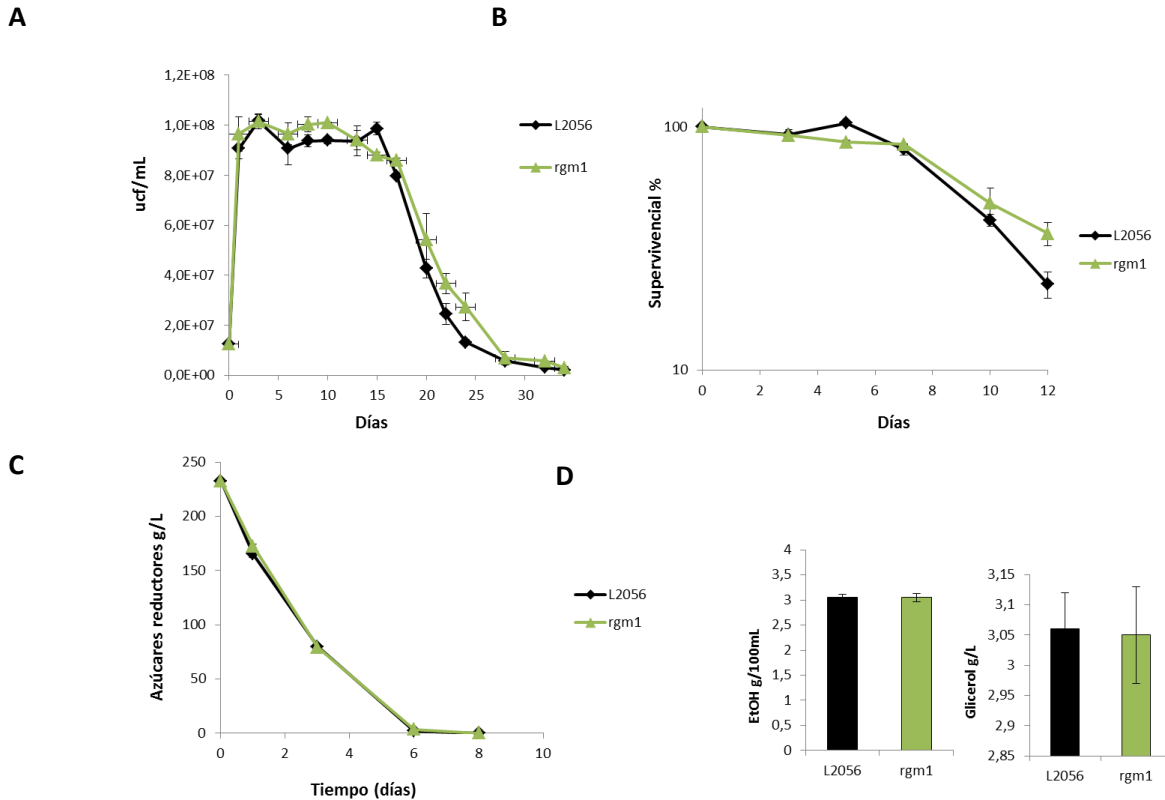 A
ucf/mL
1,2E+08
1,0E+08
8,0E+07
6,0E+07
4,0E+07
2,0E+07
0,0E+00
0 5 10 15 20 25 30
Días
L2056
rgm1
B
Supervivencial %
100
10
0 2 4 6 8 10 12
Días
L2056
rgm1
C
Azúcares reductores g/L
250
200
150
100
50
0
0 2 4 6 8 10
Tiempo (días)
L2056
rgm1
D
EtOH g/100mL
4
3,5
3
2,5
2
1,5
1
0,5
0
L2056 rgm1
Glicerol g/L
3,15
3,1
3,05
3
2,95
2,9
2,85
L2056 rgm1